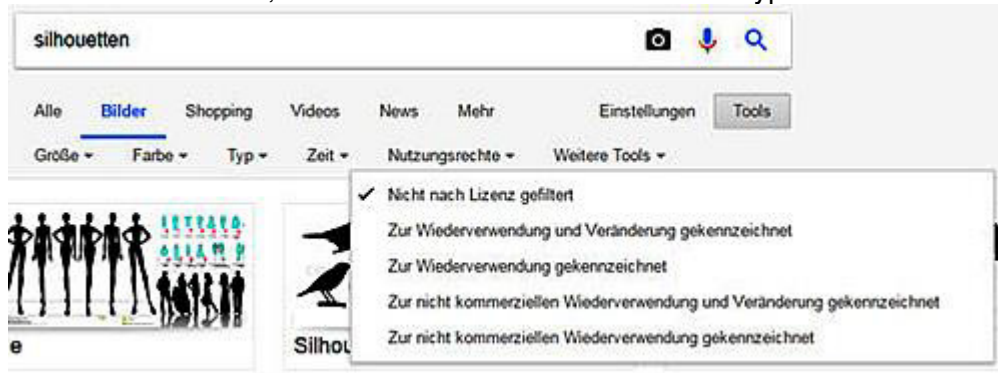 silhouetten
Alle Bilder Shopping Videos News Mehr Einstellungen Tools
Größe Farbe Typ Zeit Nutzungsrechte Weitere Tools
Nicht nach Lizenz gefiltert
Zur Wiederverwendung und Veränderung gekennzeichnet
Zur Wiederverwendung gekennzeichnet
Zur nicht kommerziellen Wiederverwendung und Veränderung gekennzeichnet
Zur nicht kommerziellen Wiederverwendung gekennzeichnet
e Silhou